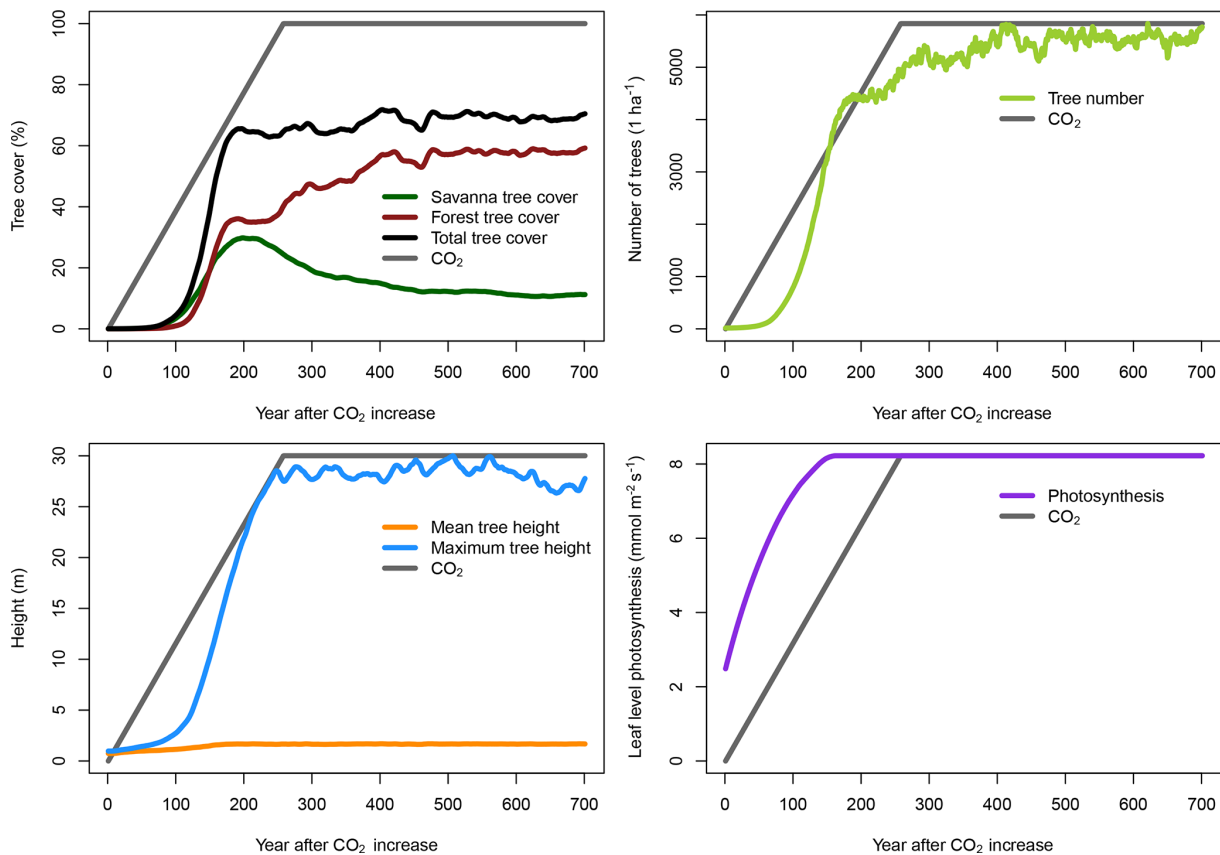 Tree cover (%)
100
80
60
40
20
0
Savanna tree cover
Forest tree cover
Total tree cover
CO₂
0 100 200 300 400 500 600 700
Year after CO₂ increase
Number of trees (1 ha⁻¹)
5000
3000
1000
0
Tree number
CO₂
0 100 200 300 400 500 600 700
Year after CO₂ increase
Height (m)
30
25
20
15
10
5
0
Mean tree height
Maximum tree height
CO₂
0 100 200 300 400 500 600 700
Year after CO₂ increase
Leaf level photosynthesis (mmol m⁻² s⁻¹)
8
6
4
2
0
Photosynthesis
CO₂
0 100 200 300 400 500 600 700
Year after CO₂ increase